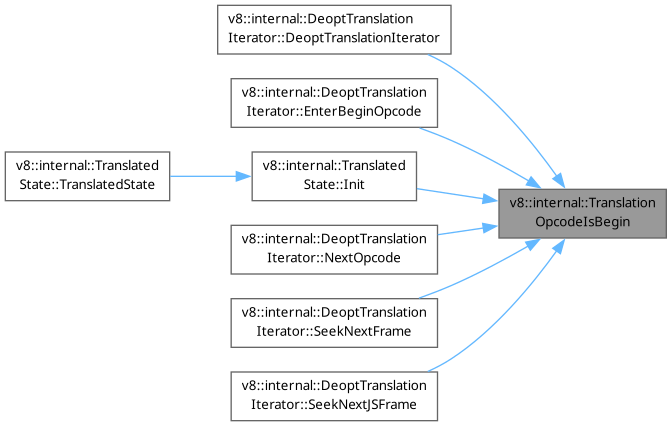 v8::internal::DeoptTranslation
Iterator::DeoptTranslationIterator
v8::internal::DeoptTranslation
Iterator::EnterBeginOpcode
v8::internal::Translated
State::TranslatedState
v8::internal::Translated
State::Init
v8::internal::Translation
OpcodeIsBegin
v8::internal::DeoptTranslation
Iterator::NextOpcode
v8::internal::DeoptTranslation
Iterator::SeekNextFrame
v8::internal::DeoptTranslation
Iterator::SeekNextJSFrame